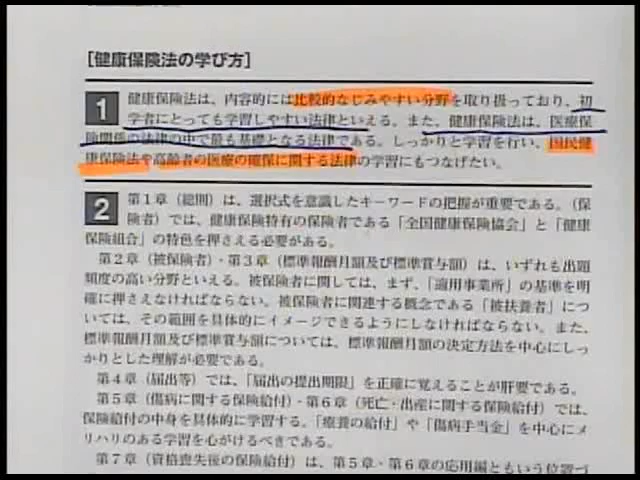 ［健康保険法の学び方］
1 健康保険法は、内容的には比較的なじみやすい分野を取り扱っており、初
学者にとっても学習しやすい法律といえる。また、健康保険法は、医療保
険関係の法律の中で最も基礎となる法律である。しっかりと学習を行い、国民健
康保険法や高齢者の医療の確保に関する法律の学習にもつなげたい。
2 第１章（総則）は、選択式を意識したキーワードの把握が重要である。（保
険者）では、健康保険特有の保険者である「全国健康保険協会」と「健康
保険組合」の特色を押さえる必要がある。
第２章（被保険者）・第３章（標準報酬月額及び標準賞与額）は、いずれも出題
頻度の高い分野といえる。被保険者に関しては、まず、「適用事業所」の基準を明
確に押さえなければならない。被保険者に関連する概念である「被扶養者」につ
いては、その範囲を具体的にイメージできるようにしなければならない。また、
標準報酬月額及び標準賞与額については、標準報酬月額の決定方法を中心にしっ
かりとした理解が必要である。
第４章（届出等）では、「届出の提出期限」を正確に覚えることが肝要である。
第５章（傷病に関する保険給付）・第６章（死亡・出産に関する保険給付）では、
保険給付の中身を具体的に学習する。「療養の給付」や「傷病手当金」を中心にメ
リハリのある学習を心がけるべきである。
第７章（資格喪失後の保険給付）は、第５章・第６章の応用編ともいう位置づ